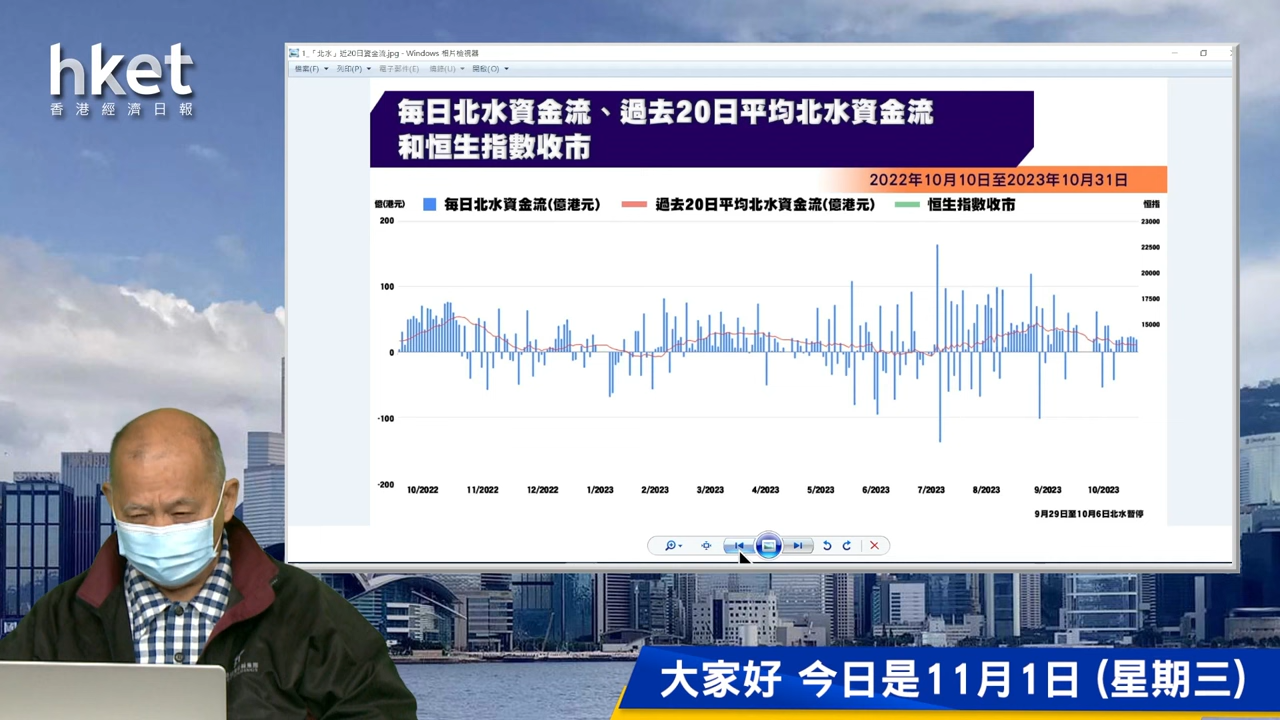 hket
香港經濟日報
1_「北水」近20日資金流.jpg - Windows 相片檢視器
檔案(F) 列印(P) 電子郵件(E) 燒錄(U) 開啟(O)
每日北水資金流、過去20日平均北水資金流
和恒生指數收市
2022年10月10日至2023年10月31日
億(港元) 每日北水資金流(億港元) 過去20日平均北水資金流(億港元) 恒生指數收市 恒指
200 23000
22500
100 20000
17500
15000
0
-100
-200
10/2022 11/2022 12/2022 1/2023 2/2023 3/2023 4/2023 5/2023 6/2023 7/2023 8/2023 9/2023 10/2023
9月29日至10月6日北水暫停
大家好 今日是11月1日 (星期三)